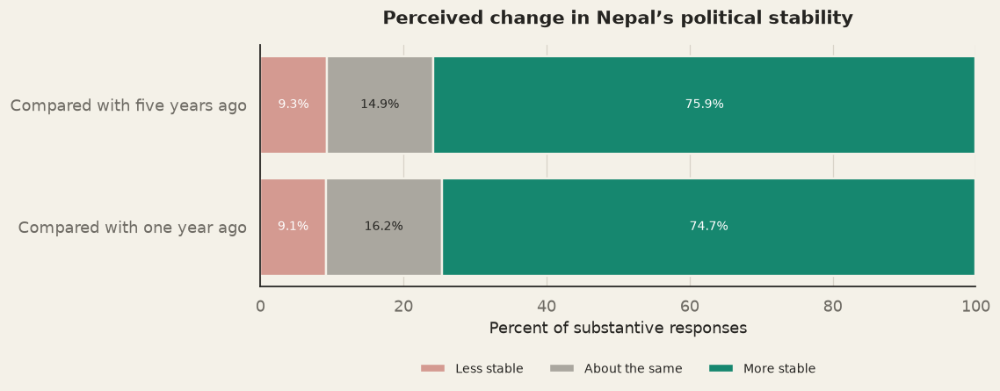 Perceived change in Nepal’s political stability
Compared with five years ago
9.3%
14.9%
75.9%
Compared with one year ago
9.1%
16.2%
74.7%
0
20
40
60
80
100
Percent of substantive responses
Less stable
About the same
More stable